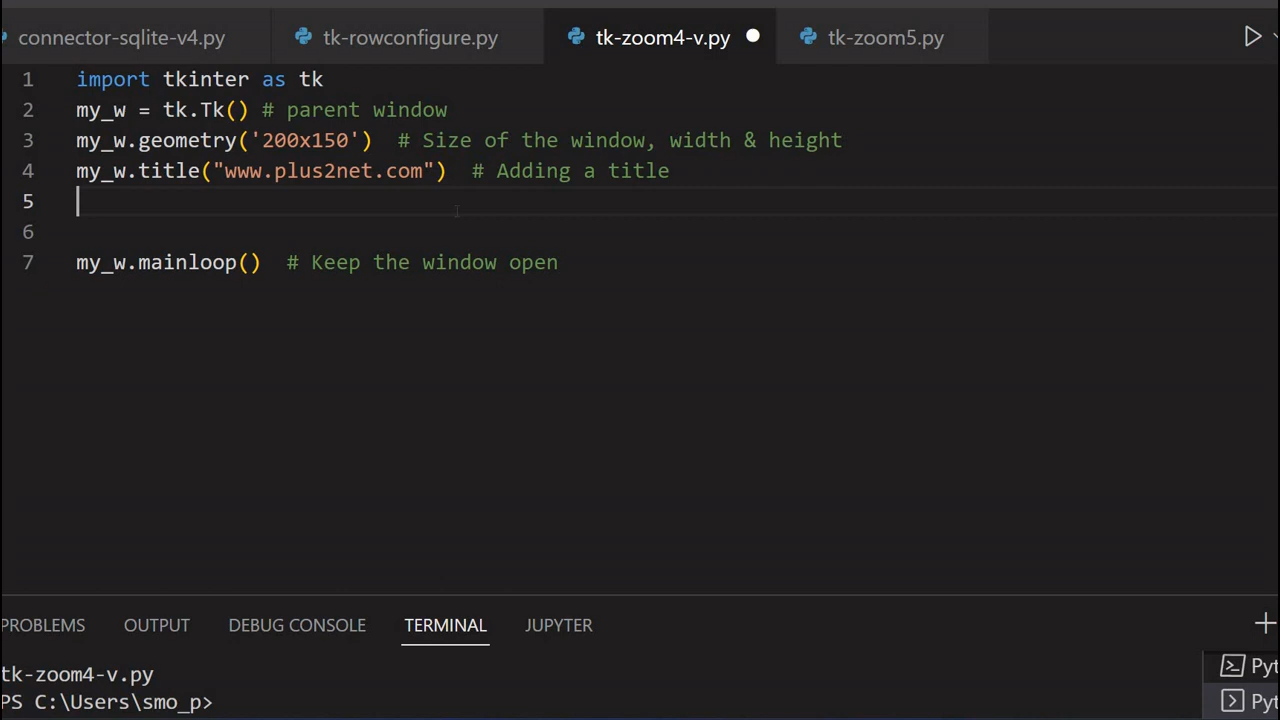 connector-sqlite-v4.py tk-rowconfigure.py tk-zoom4-v.py tk-zoom5.py
1 import tkinter as tk
2 my_w = tk.Tk() # parent window
3 my_w.geometry('200x150')  # Size of the window, width & height
4 my_w.title("www.plus2net.com")  # Adding a title
5
6
7 my_w.mainloop()  # Keep the window open
PROBLEMS OUTPUT DEBUG CONSOLE TERMINAL JUPYTER
tk-zoom4-v.py
Pyt
PS C:\Users\smo_p>
Pyt